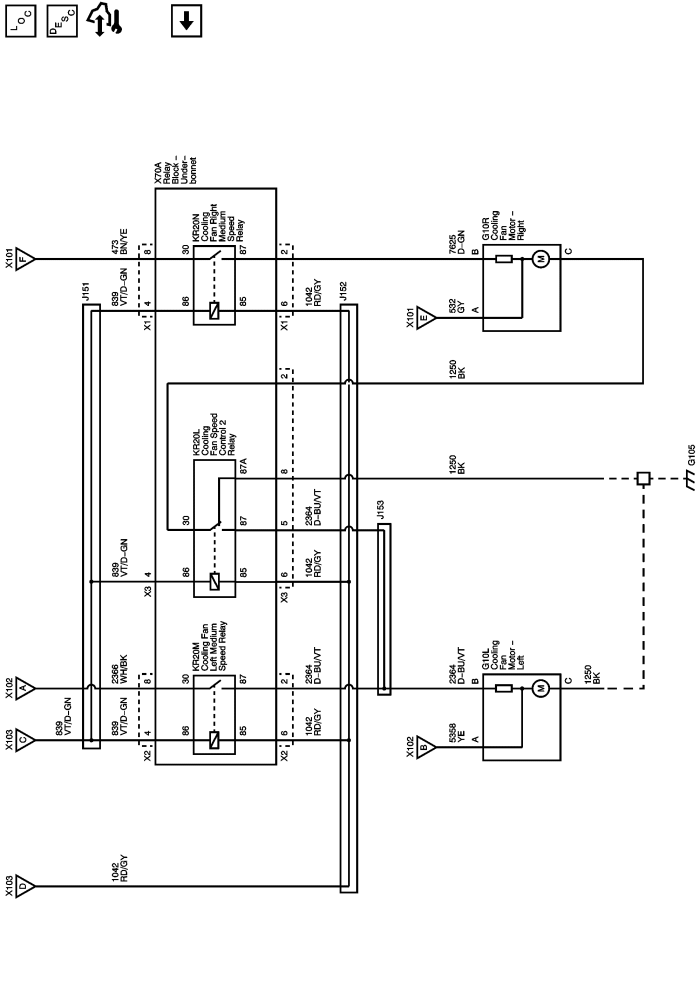 LOC
DESC
X70A
Relay
Block –
Under–
bonnet
X101
F
473
BN/YE
8
KR20N
Cooling
Fan Right
Medium
Speed
Relay
30
87
2
7625
D–GN
B
G10R
Cooling
Fan
Motor –
Right
M
C
J151
839
VT/D–GN
4
X1
86
85
6
X1
1042
RD/GY
J152
X101
E
532
GY
A
2
1250
BK
KR20L
Cooling
Fan Speed
Control 2
Relay
87A
8
1250
BK
G105
30
87
5
2364
D–BU/VT
J153
839
VT/D–GN
4
X3
86
85
6
X3
1042
RD/GY
X102
A
2366
WH/BK
8
KR20M
Cooling Fan
Left Medium
Speed Relay
30
87
2
2364
D–BU/VT
2364
D–BU/VT
B
G10L
Cooling
Fan
Motor –
Left
M
C
1250
BK
X103
C
839
VT/D–GN
839
VT/D–GN
4
X2
86
85
6
X2
1042
RD/GY
X102
B
5358
YE
A
X103
D
1042
RD/GY